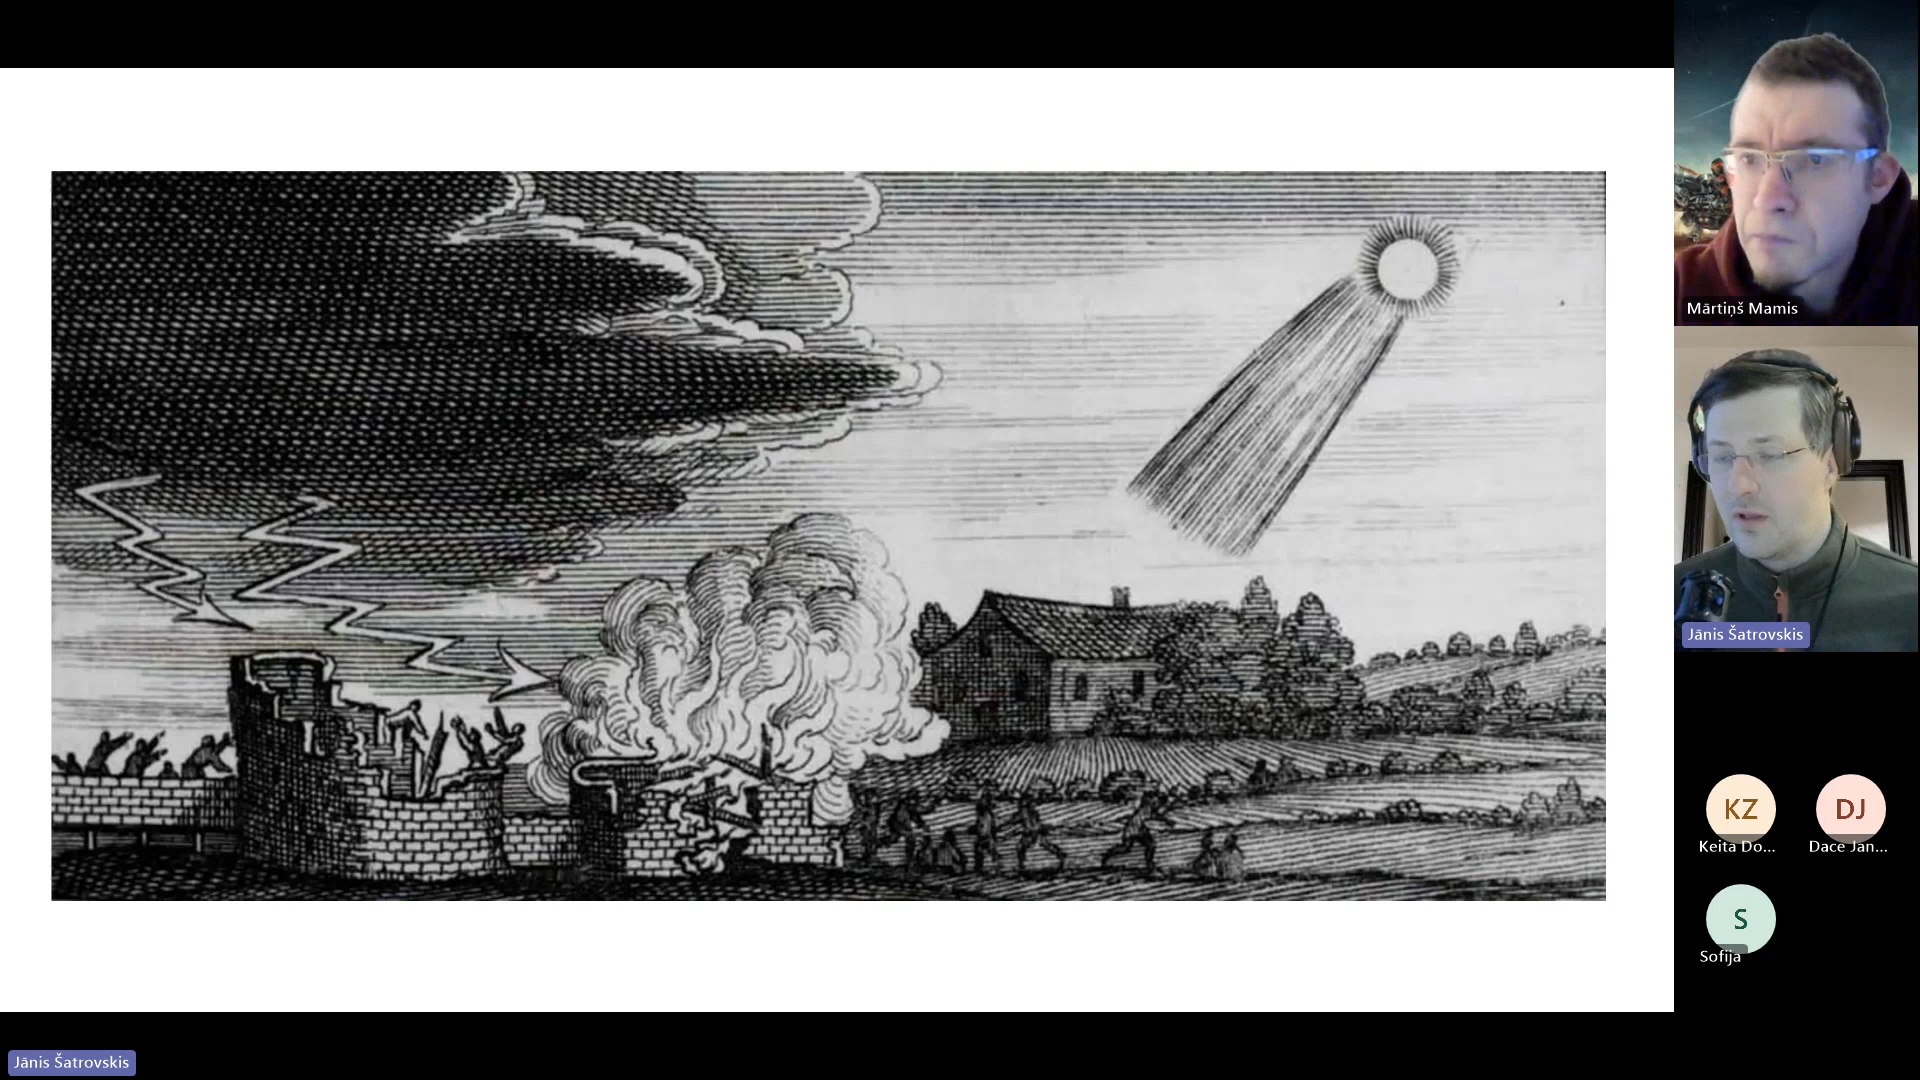 Mārtiņš Mamis
Jānis Šatrovskis
KZ
DJ
Keita Do...
Dace Jan...
S
Sofija
Jānis Šatrovskis